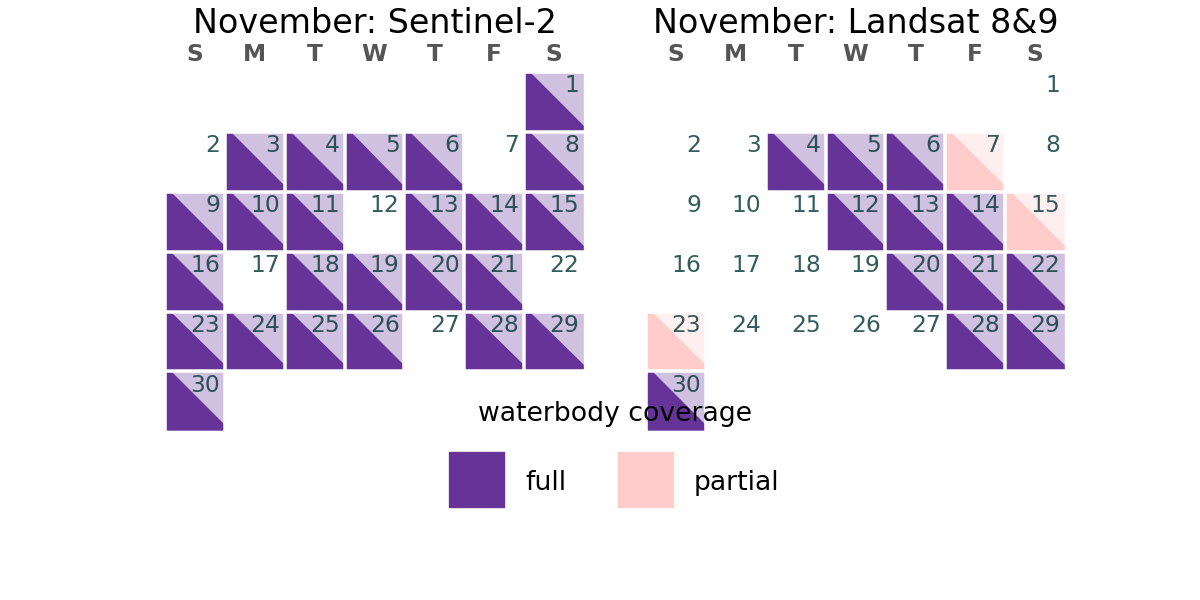 November: Sentinel-2
S M T W T F S
1
2 3 4 5 6 7 8
9 10 11 12 13 14 15
16 17 18 19 20 21 22
23 24 25 26 27 28 29
30
November: Landsat 8&9
S M T W T F S
1
2 3 4 5 6 7 8
9 10 11 12 13 14 15
16 17 18 19 20 21 22
23 24 25 26 27 28 29
30
waterbody coverage
full partial